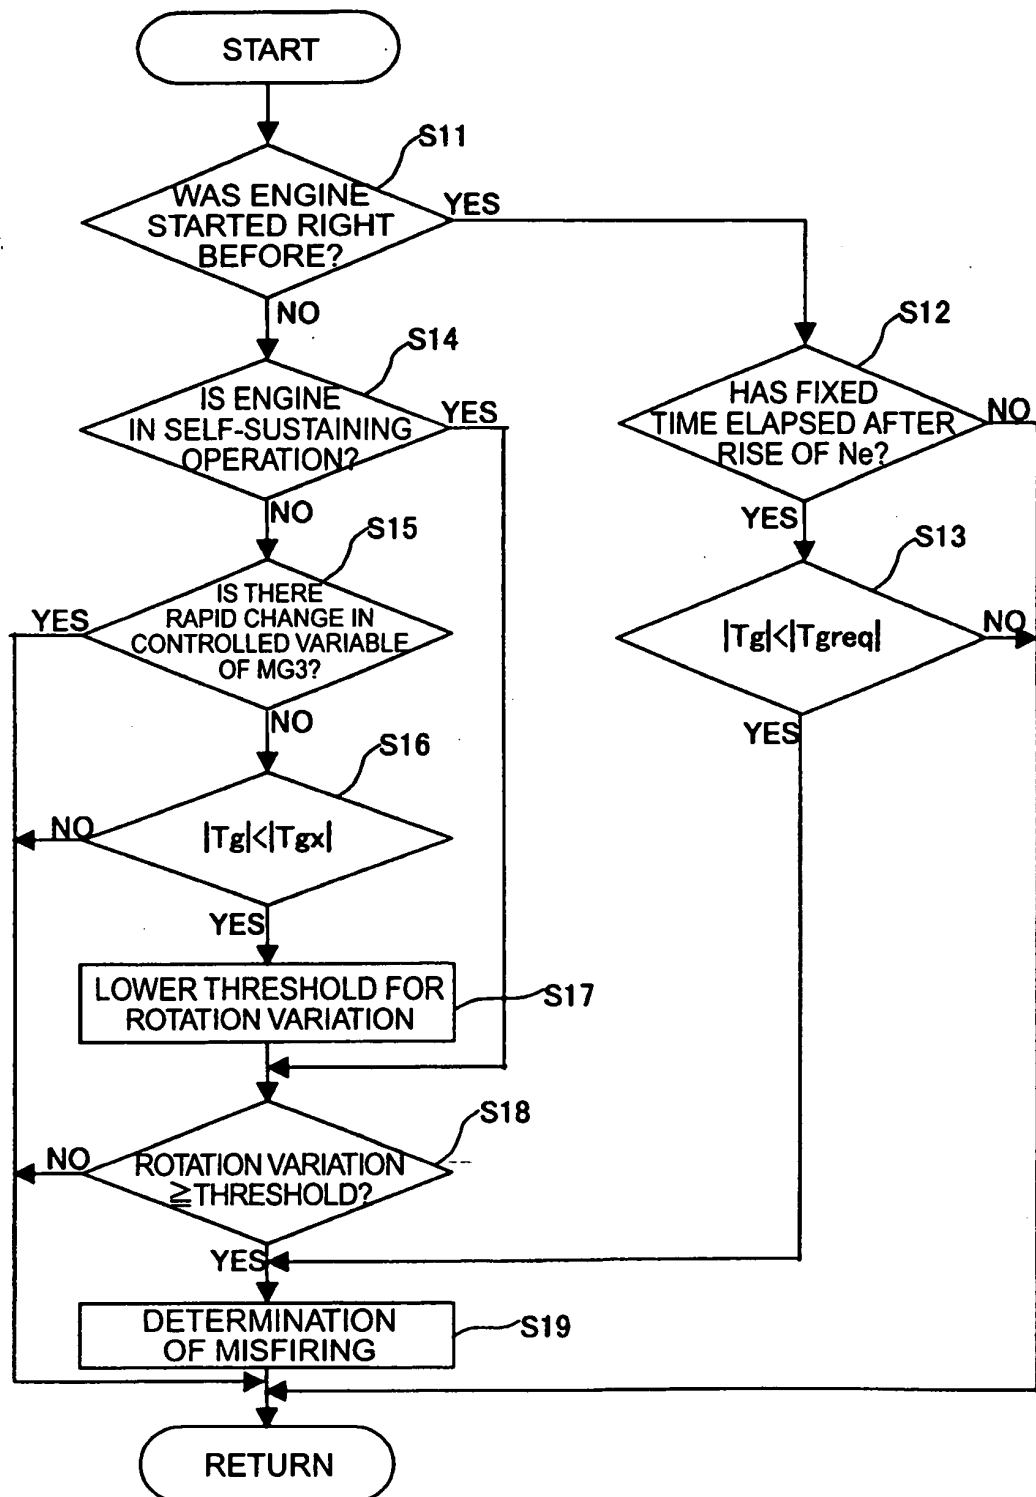 START
S11
WAS ENGINE
STARTED RIGHT
BEFORE?
YES
NO
S12
HAS FIXED
TIME ELAPSED AFTER
RISE OF Ne?
NO
YES
S13
|Tg|<|Tgreq|
NO
YES
S14
IS ENGINE
IN SELF-SUSTAINING
OPERATION?
YES
NO
S15
IS THERE
RAPID CHANGE IN
CONTROLLED VARIABLE
OF MG3?
YES
NO
S16
|Tg|<|Tgx|
NO
YES
LOWER THRESHOLD FOR
ROTATION VARIATION
S17
S18
ROTATION VARIATION
≧THRESHOLD?
NO
YES
DETERMINATION
OF MISFIRING
S19
RETURN